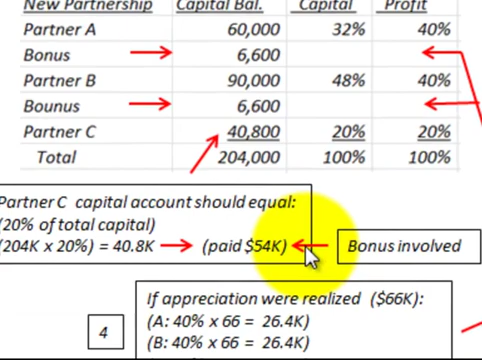 New Partnership Capital Bal. Capital Profit
Partner A 60,000 32% 40%
Bonus 6,600
Partner B 90,000 48% 40%
Bounus 6,600
Partner C 40,800 20% 20%
Total 204,000 100% 100%
Partner C capital account should equal:
(20% of total capital)
(204K x 20%) = 40.8K (paid $54K) Bonus involved
If appreciation were realized ($66K):
4 (A: 40% x 66 = 26.4K)
(B: 40% x 66 = 26.4K)